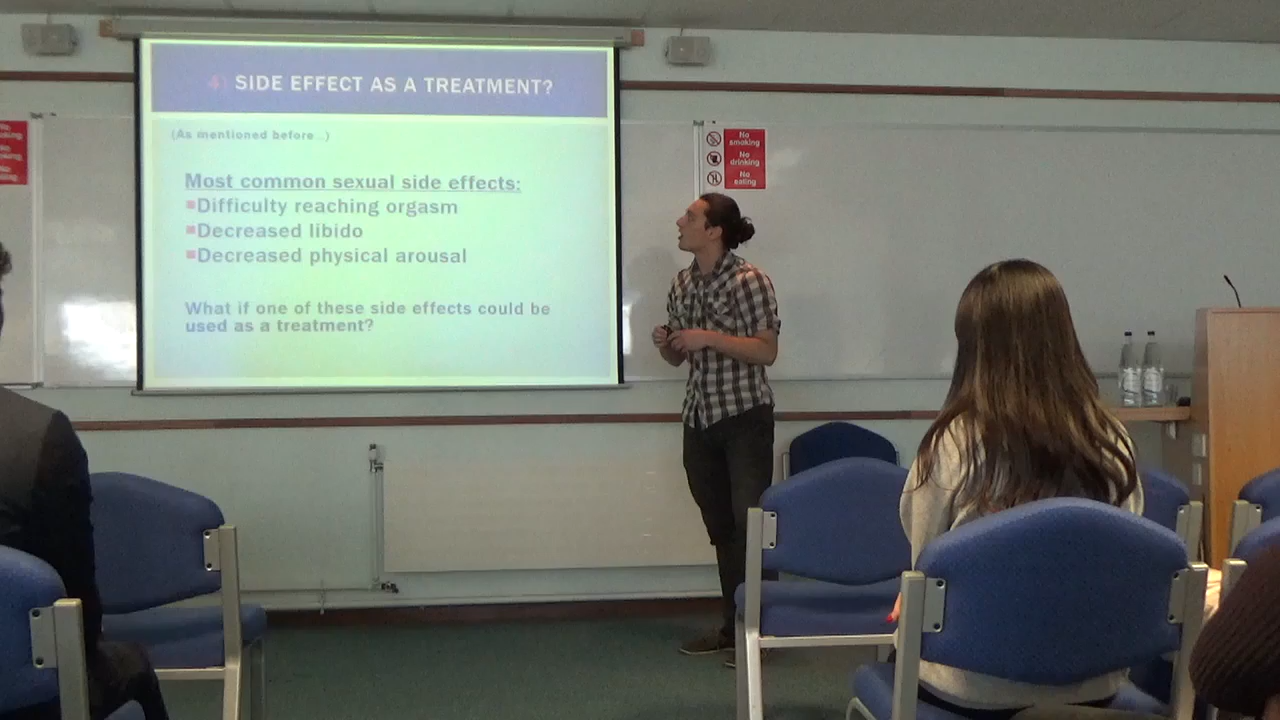 4) SIDE EFFECT AS A TREATMENT?
(As mentioned before…)
Most common sexual side effects:
Difficulty reaching orgasm
Decreased libido
Decreased physical arousal
What if one of these side effects could be
used as a treatment?
No
smoking
No
drinking
No
eating